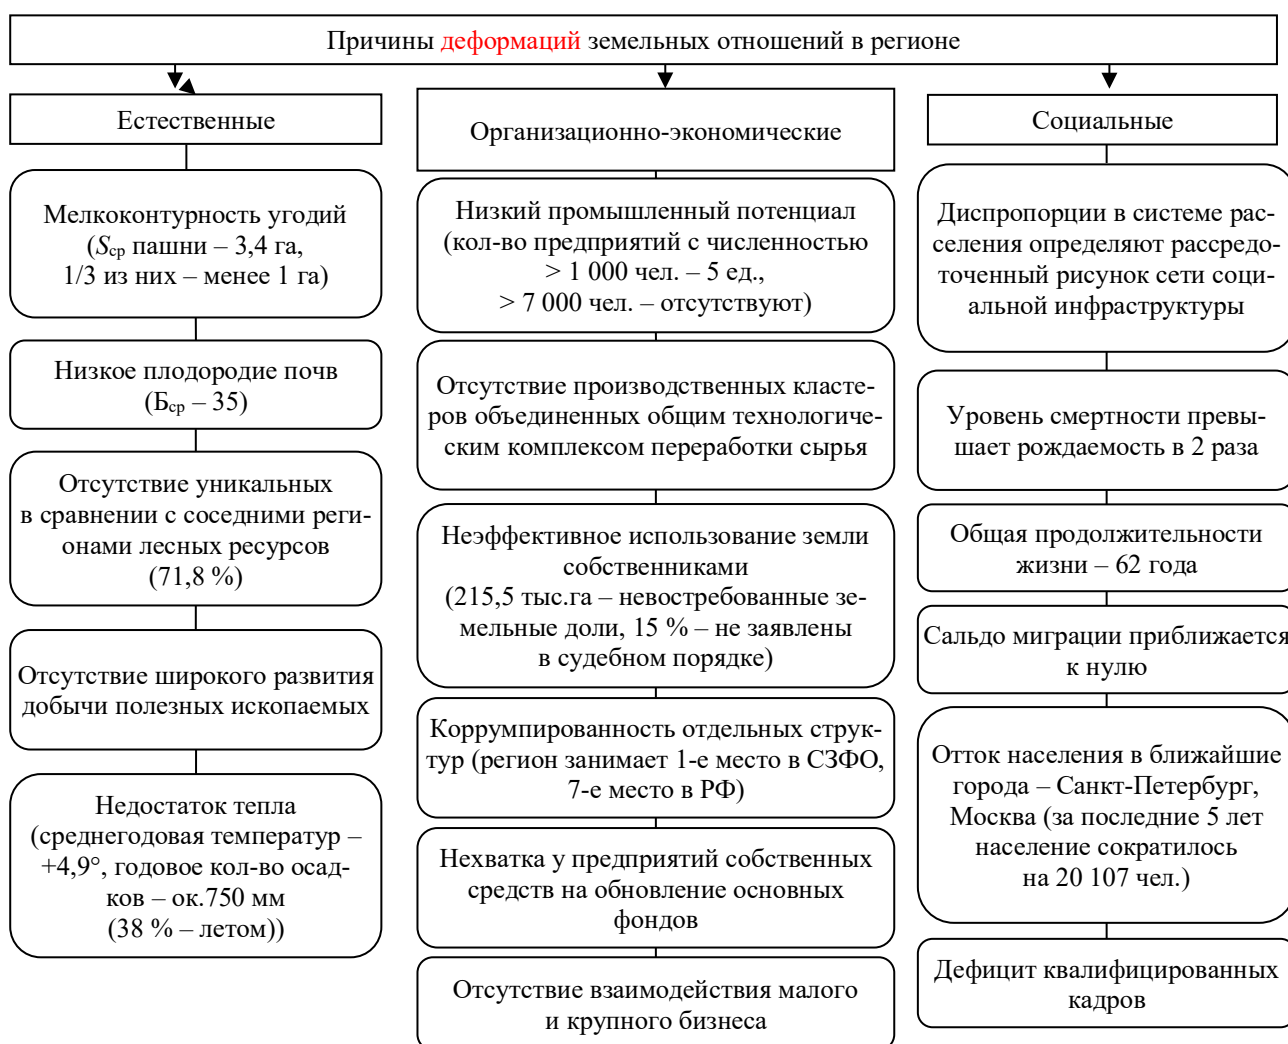 Причины деформаций земельных отношений в регионе
Естественные
Мелкоконтурность угодий
(Sср пашни – 3,4 га,
1/3 из них – менее 1 га)
Низкое плодородие почв
(Бср – 35)
Отсутствие уникальных
в сравнении с соседними реги-
онами лесных ресурсов
(71,8 %)
Отсутствие широкого развития
добычи полезных ископаемых
Недостаток тепла
(среднегодовая температур –
+4,9°, годовое кол-во осад-
ков – ок.750 мм
(38 % – летом))
Организационно-экономические
Низкий промышленный потенциал
(кол-во предприятий с численностью
> 1 000 чел. – 5 ед.,
> 7 000 чел. – отсутствуют)
Отсутствие производственных класте-
ров объединенных общим технологиче-
ским комплексом переработки сырья
Неэффективное использование земли
собственниками
(215,5 тыс.га – невостребованные зе-
мельные доли, 15 % – не заявлены
в судебном порядке)
Коррумпированность отдельных струк-
тур (регион занимает 1-е место в СЗФО,
7-е место в РФ)
Нехватка у предприятий собственных
средств на обновление основных
фондов
Отсутствие взаимодействия малого
и крупного бизнеса
Социальные
Диспропорции в системе рас-
селения определяют рассредо-
точенный рисунок сети соци-
альной инфраструктуры
Уровень смертности превы-
шает рождаемость в 2 раза
Общая продолжительности
жизни – 62 года
Сальдо миграции приближается
к нулю
Отток населения в ближайшие
города – Санкт-Петербург,
Москва (за последние 5 лет
население сократилось
на 20 107 чел.)
Дефицит квалифицированных
кадров